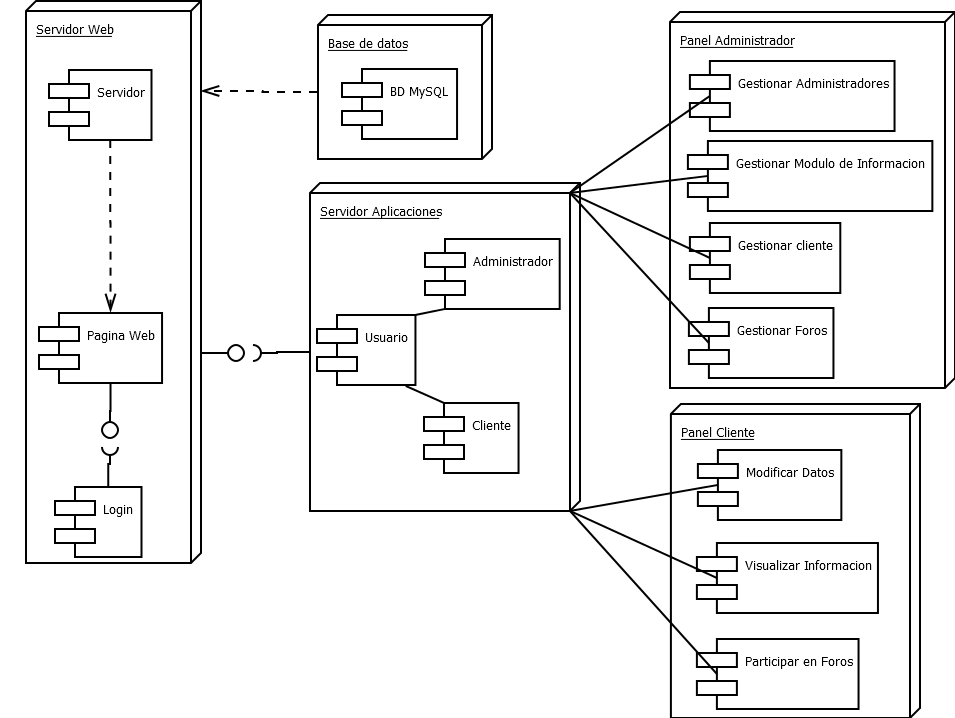 Servidor Web
Servidor
Pagina Web
Login
Base de datos
BD MySQL
Servidor Aplicaciones
Administrador
Usuario
Cliente
Panel Administrador
Gestionar Administradores
Gestionar Modulo de Informacion
Gestionar cliente
Gestionar Foros
Panel Cliente
Modificar Datos
Visualizar Informacion
Participar en Foros